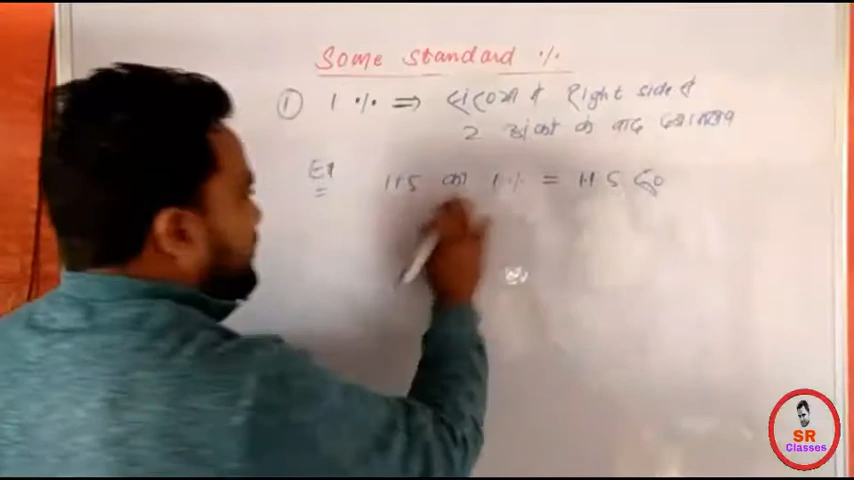 Some standard %
① 1 % ⇒ संख्या के Right side से
2 अंको के बाद दशमलव
Ex 115 का 1 % = 1.15 रू
SR
Classes